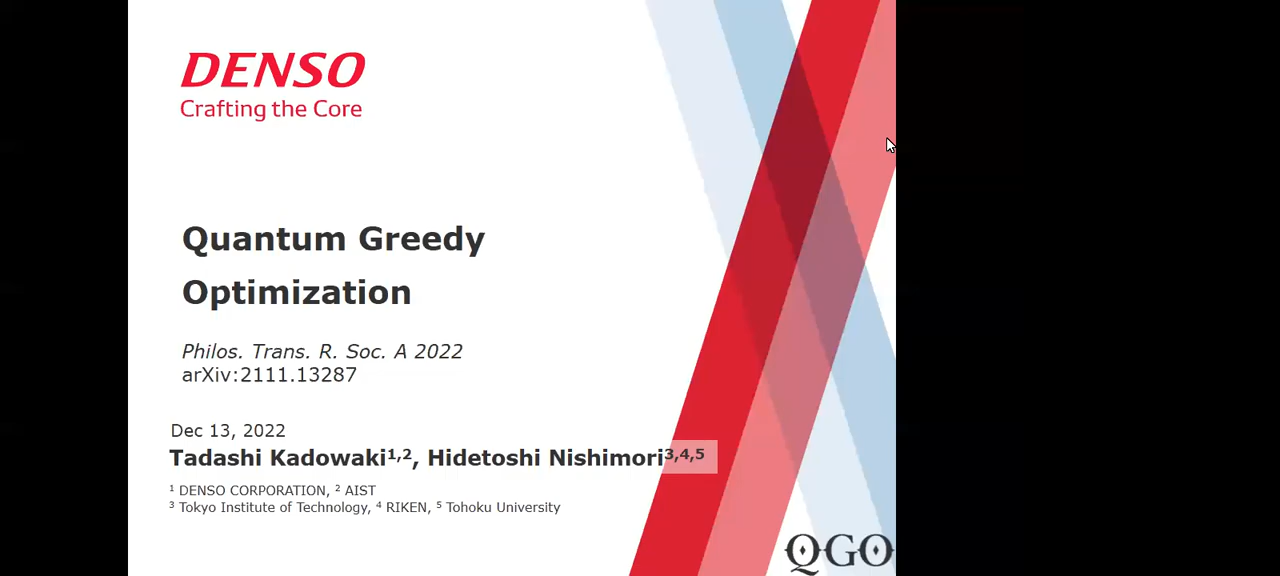 DENSO
Crafting the Core
Quantum Greedy
Optimization
Philos. Trans. R. Soc. A 2022
arXiv:2111.13287
Dec 13, 2022
Tadashi Kadowaki¹,², Hidetoshi Nishimori³,⁴,⁵
¹ DENSO CORPORATION, ² AIST
³ Tokyo Institute of Technology, ⁴ RIKEN, ⁵ Tohoku University
QGO